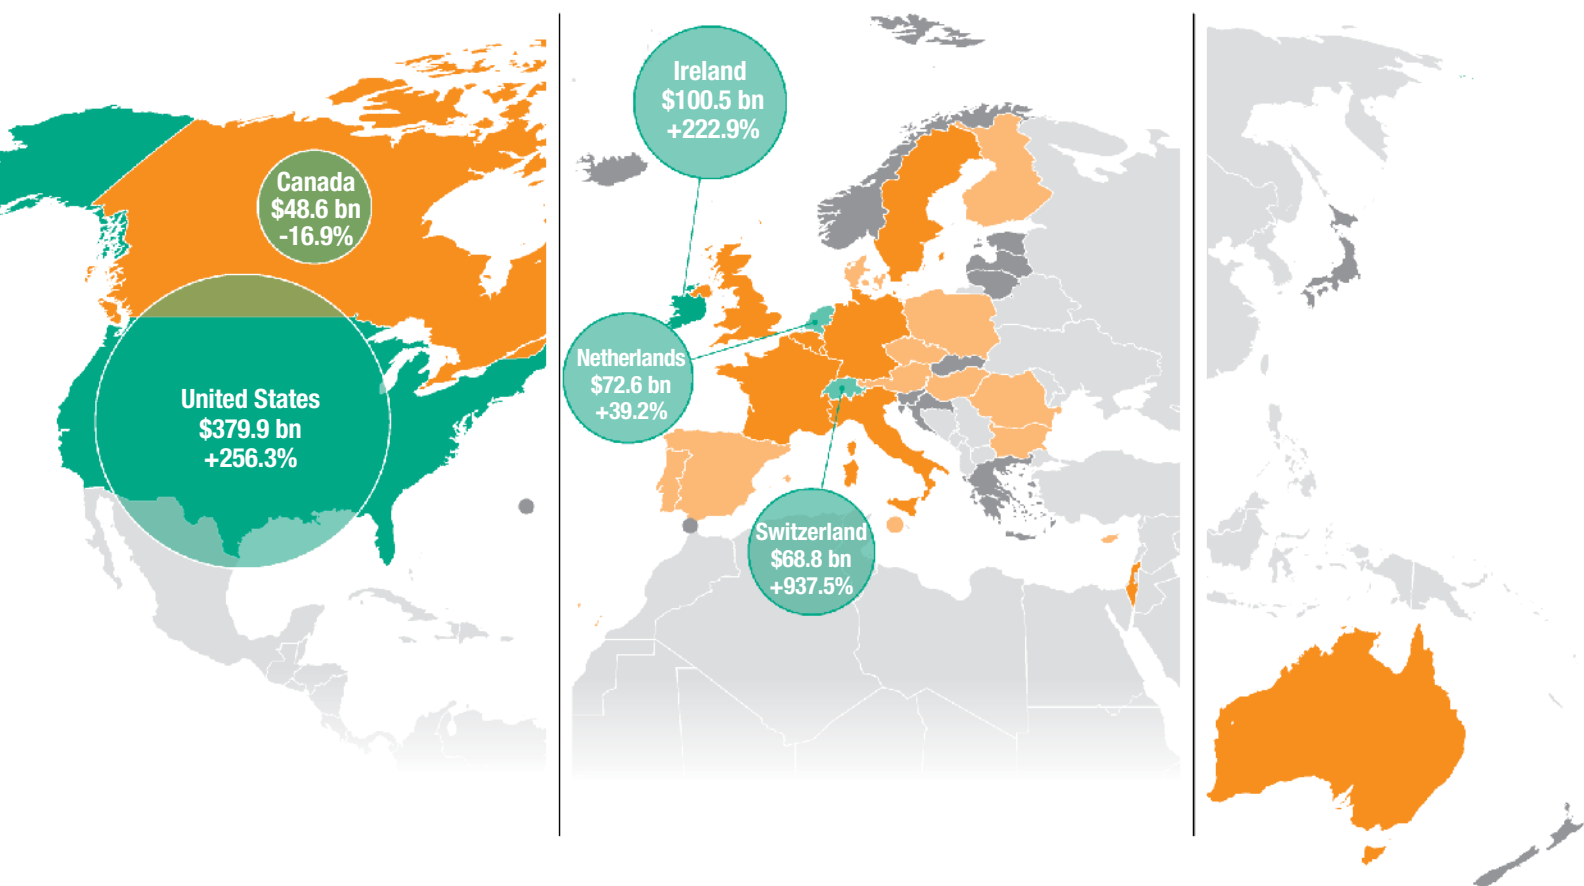 Ireland
$100.5 bn
+222.9%
Canada
$48.6 bn
-16.9%
United States
$379.9 bn
+256.3%
Netherlands
$72.6 bn
+39.2%
Switzerland
$68.8 bn
+937.5%